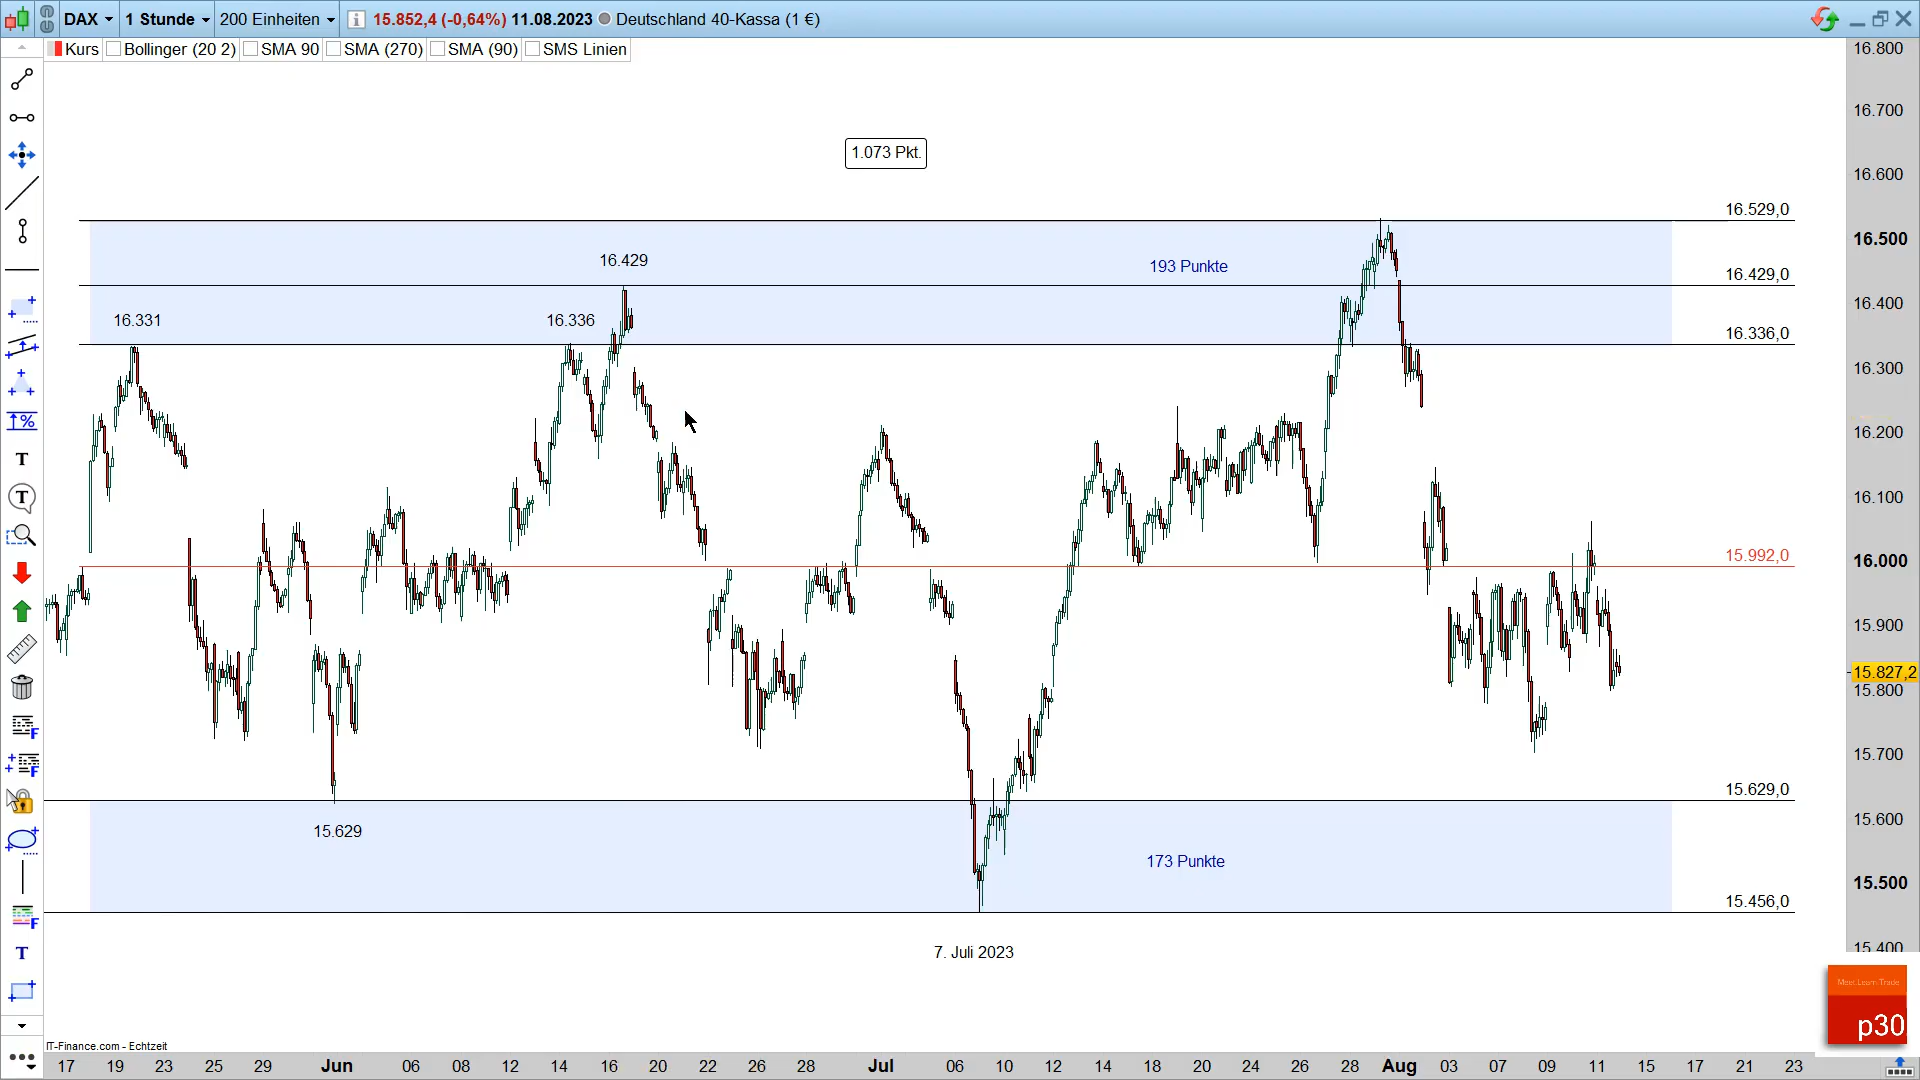 DAX 1 Stunde 200 Einheiten i 15.852,4 (-0,64%) 11.08.2023 Deutschland 40-Kassa (1 €)
Kurs Bollinger (20 2) SMA 90 SMA (270) SMA (90) SMS Linien
16.800
16.700
1.073 Pkt.
16.600
16.529,0
16.500
16.429
193 Punkte
16.429,0
16.400
16.331
16.336
16.336,0
16.300
%
16.200
T
T
16.100
15.992,0
16.000
15.900
15.827,2
15.800
F
15.700
F
15.629,0
15.600
15.629
173 Punkte
15.500
15.456,0
F
T
7. Juli 2023
15.400
Meet.Learn.Trade
p30
IT-Finance.com - Echtzeit
17 19 23 25 29 Jun 06 08 12 14 16 20 22 26 28 Jul 06 10 12 14 18 20 24 26 28 Aug 03 07 09 11 15 17 21 23